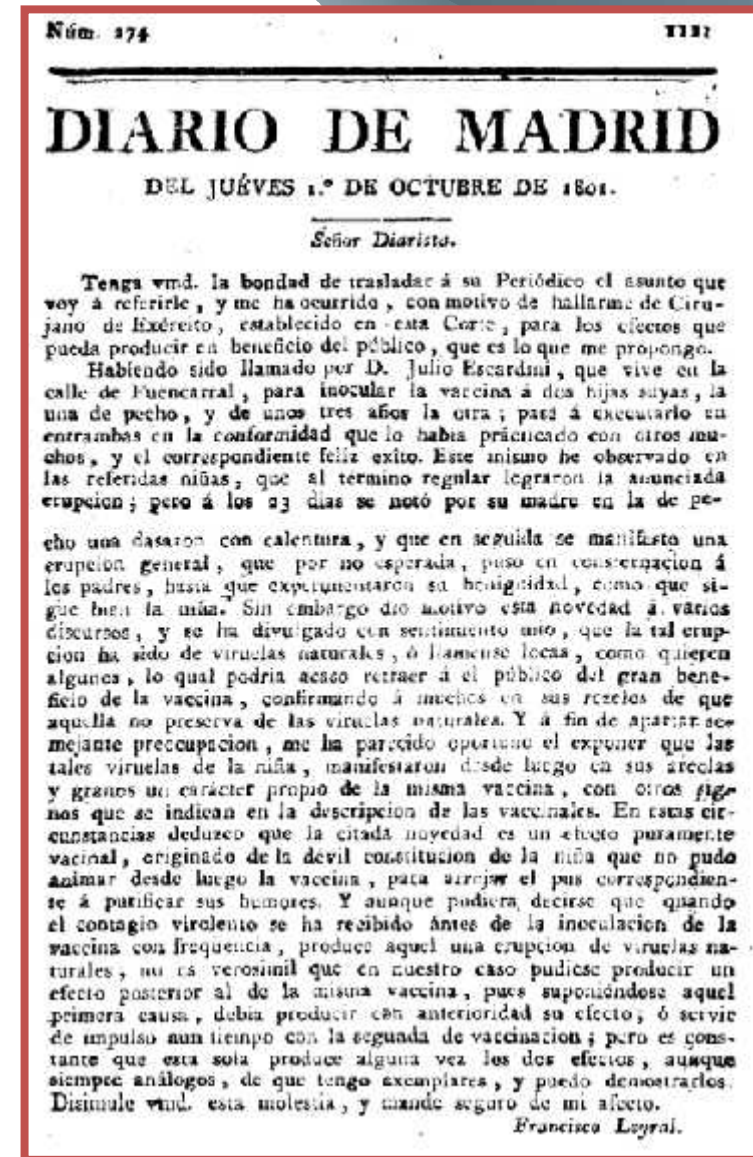 Núm. 274 1111
DIARIO DE MADRID
DEL JUÉVES 1.º DE OCTUBRE DE 1801.
Señor Diarista.
Tenga vmd. la bondad de trasladar á su Periódico el asunto que
voy á referirle, y me ha ocurrido, con motivo de hallarme de Ciru-
jano de Exército, establecido en esta Corte, para los efectos que
pueda producir en beneficio del público, que es lo que me propongo.
Habiendo sido llamado por D. Julio Escardini, que vive en la
calle de Fuencarral, para inocular la vaccina á dos hijas suyas, la
una de pecho, y de unos tres años la otra; pasé á executarlo en
entrambas en la conformidad que lo habia prácticado con otros mu-
chos, y el correspondiente feliz exîto. Este mismo he observado en
las referidas niñas, que al término regular lograron la anunciada
erupcion; pero á los 23 dias se notó por su madre en la de pe-
cho una dasazon con calentura, y que en seguida se manifiesto una
erupcion general, que por no esperada, puso en consternacion á
los padres, hasta que experimentaron su benignidad, como que si-
gue bien la niña. Sin embargo dió motivo esta novedad á varios
discursos, y se ha divulgado con sentimiento mio, que la tal erup-
cion ha sido de viruelas naturales, ó llamense locas, como quieren
algunos, lo qual podria acaso retraer á el público del gran bene-
ficio de la vaccina, confirmando á muchos en sus rezelos de que
aquella no preserva de las viruelas naturales. Y á fin de apartar se-
mejante preocupacion, me ha parecido oportuno el exponer que las
tales viruelas de la niña, manifestaron desde luego en sus areolas
y granos un carácter propio de la misma vaccina, con otros sig-
nos que se indican en la descripcion de las vaccinales. En estas cir-
cunstancias deduzco que la citada novedad es un efecto puramente
vacinal, originado de la devil constitucion de la niña que no pudo
animar desde luego la vaccina, para arrojar el pus correspondien-
te á purificar sus humores. Y aunque pudiera decirse que quando
el contagio virolento se ha recibido ántes de la inoculacion de la
vaccina con frequencia, produce aquel una erupcion de viruelas na-
turales, no es verosimil que en nuestro caso pudiese producir un
efecto posterior al de la misma vaccina, pues suponiéndose aquel
primera causa, debia producir con anterioridad su efecto, ó servir
de impulso aun tiempo con la segunda de vaccinacion; pero es cons-
tante que esta sola produce alguna vez los dos efectos, aunque
siempre análogos, de que tengo exemplares, y puedo demostrarlos.
Disimule vmd. esta molestia, y mande seguro de mi afecto.
Francisco